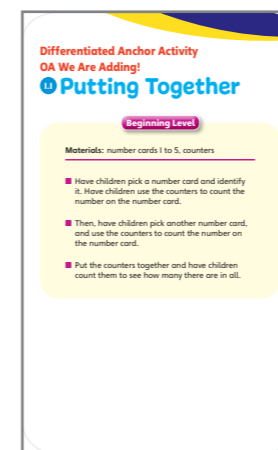 Differentiated Anchor Activity
OA We Are Adding!
1.1 Putting Together
Beginning Level
Materials: number cards 1 to 5, counters
■ Have children pick a number card and identify
it. Have children use the counters to count the
number on the number card.
■ Then, have children pick another number card,
and use the counters to count the number on
the number card.
■ Put the counters together and have children
count them to see how many there are in all.